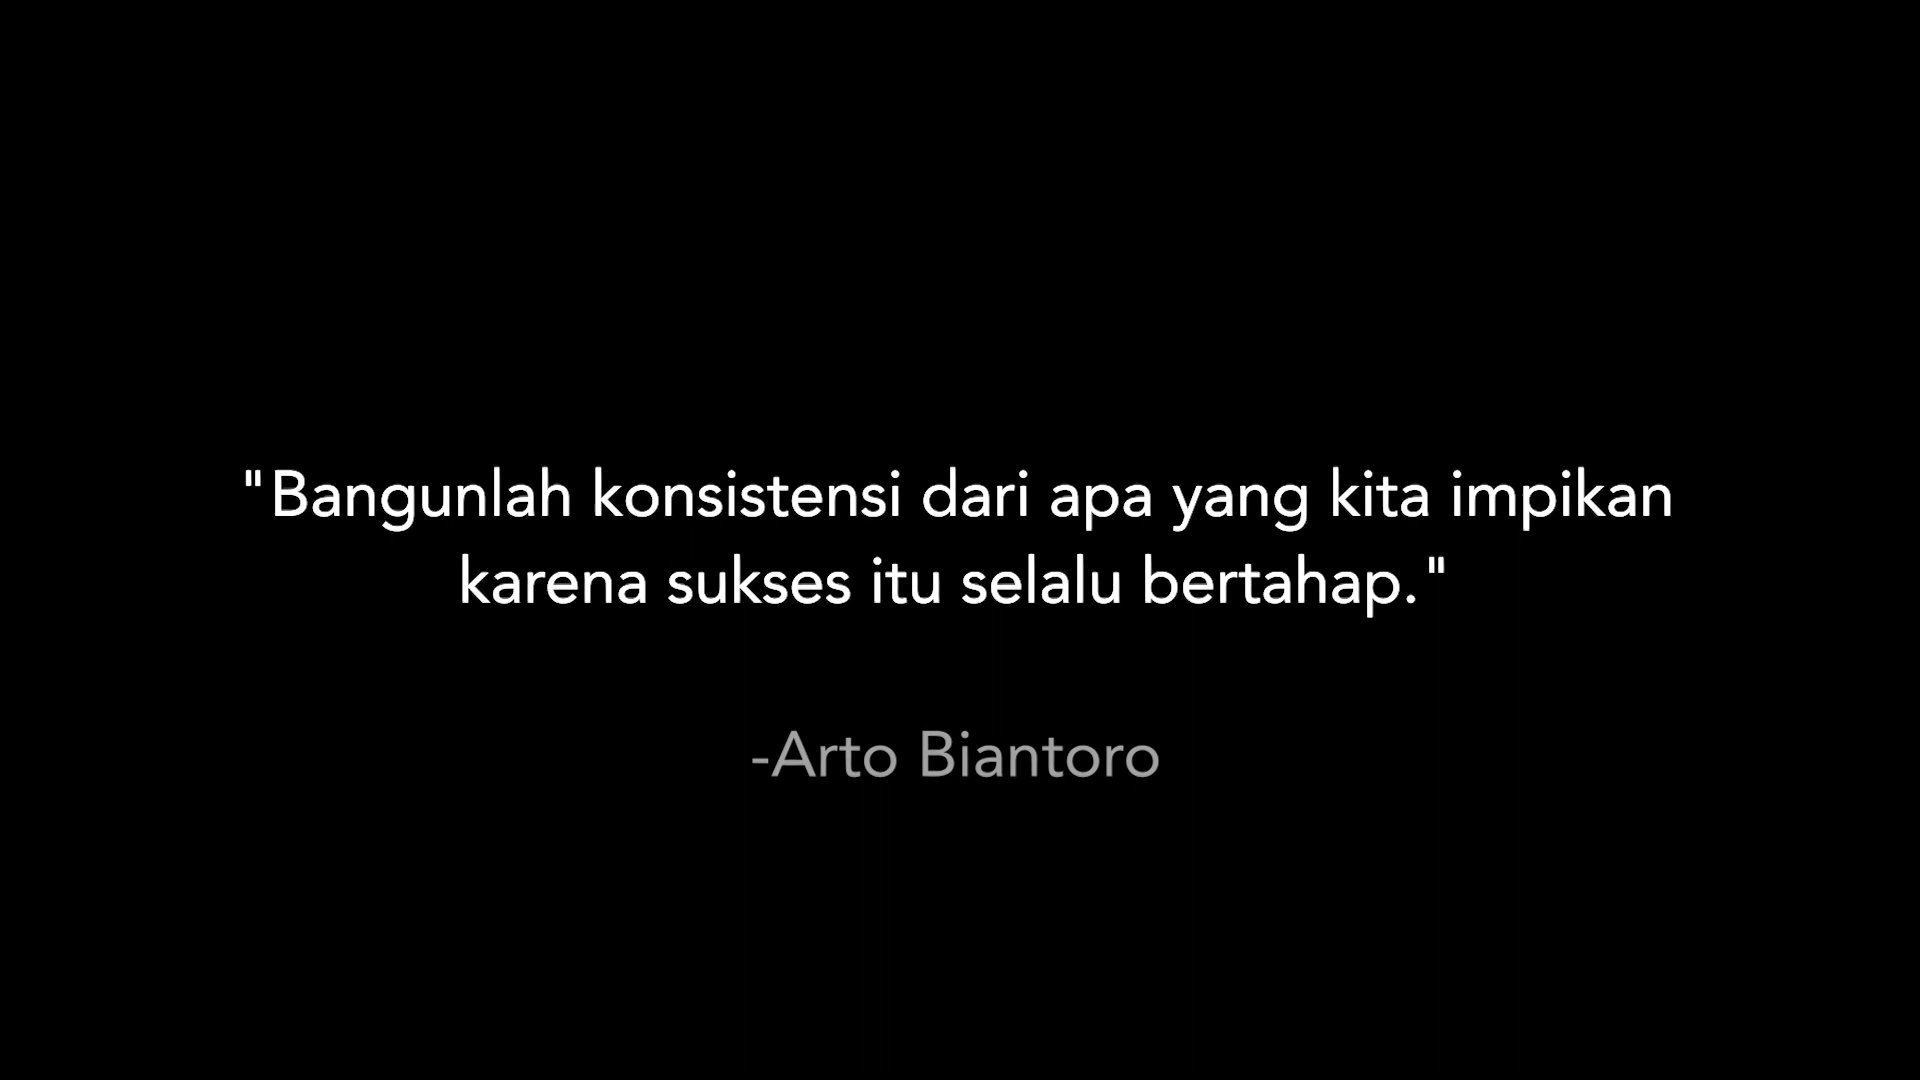 "Bangunlah konsistensi dari apa yang kita impikan
karena sukses itu selalu bertahap."
-Arto Biantoro